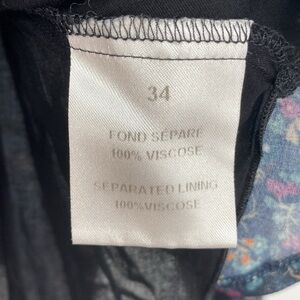 34
FOND SEPARE
100% VISCOSE
SEPARATED LINING
100%VISCOSE